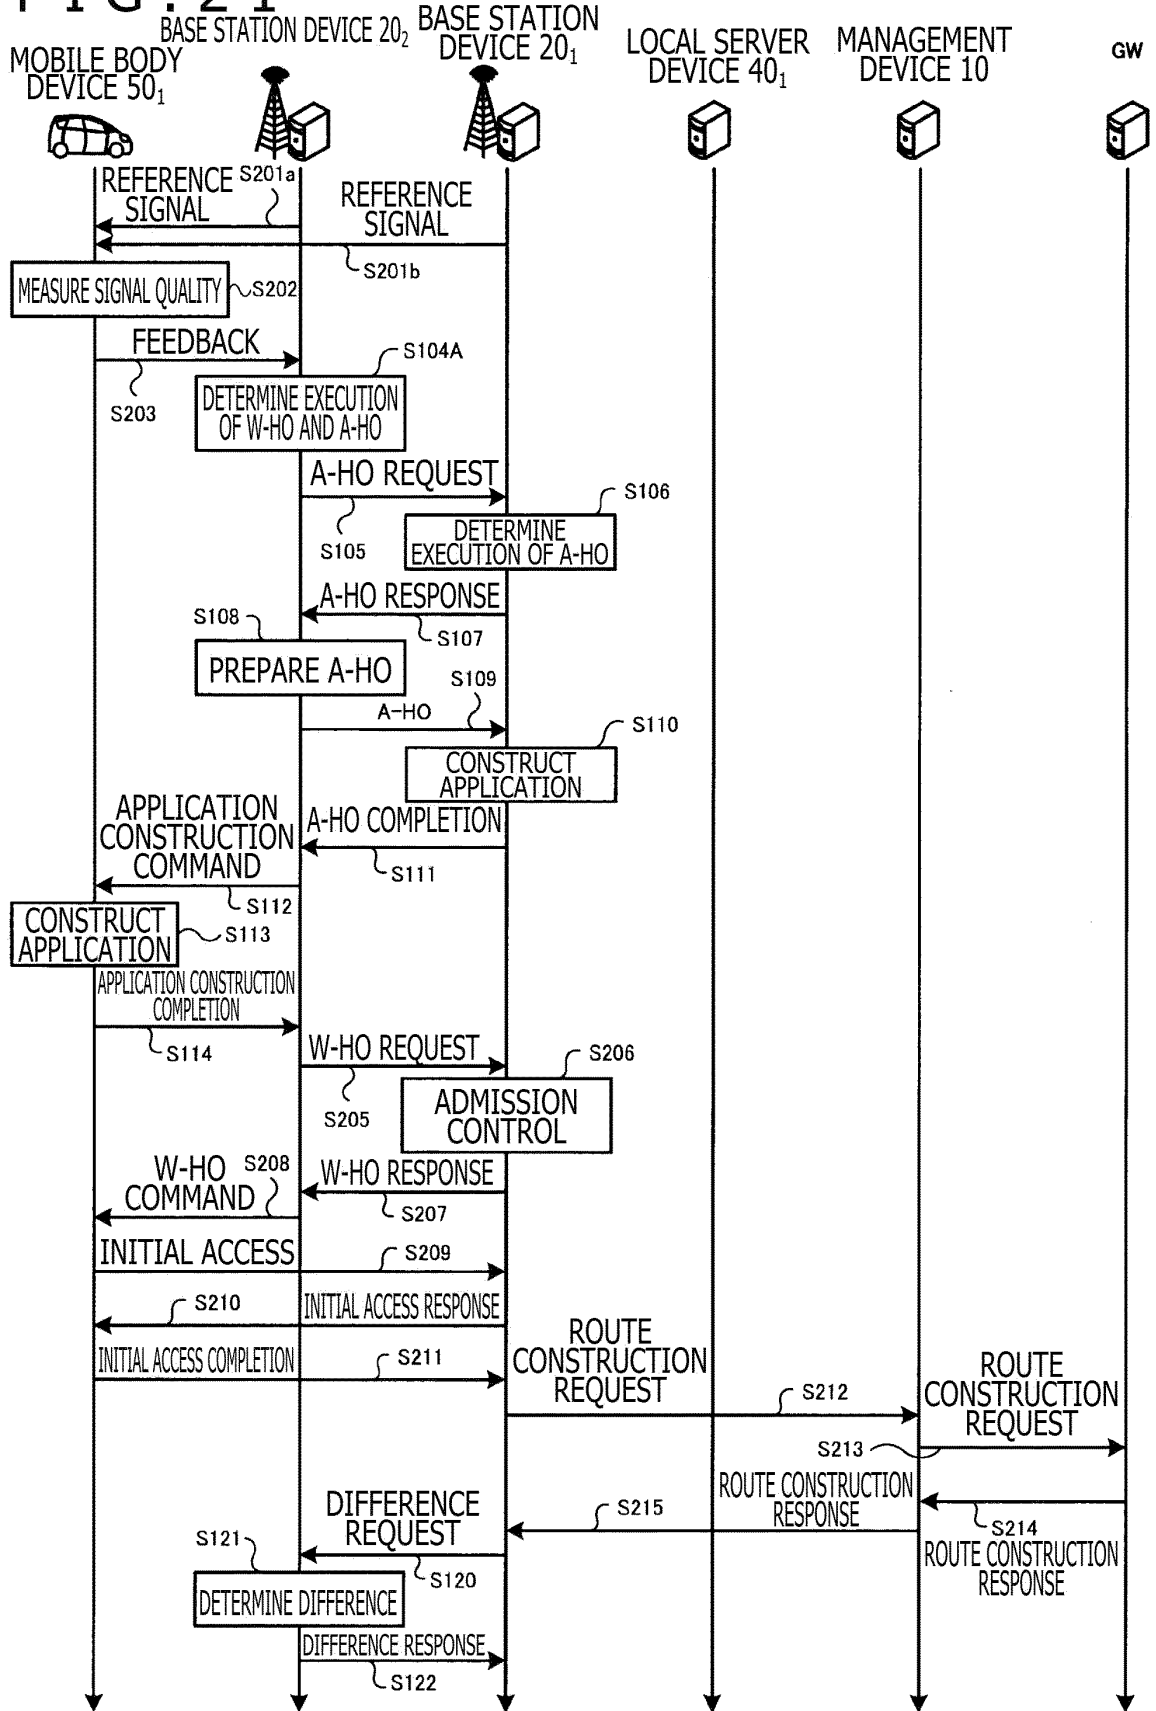 FIG.21
MOBILE BODY
DEVICE 50₁
BASE STATION DEVICE 20₂
BASE STATION
DEVICE 20₁
LOCAL SERVER
DEVICE 40₁
MANAGEMENT
DEVICE 10
GW
REFERENCE
SIGNAL
S201a
REFERENCE
SIGNAL
S201b
MEASURE SIGNAL QUALITY
S202
FEEDBACK
S203
S104A
DETERMINE EXECUTION
OF W-HO AND A-HO
A-HO REQUEST
S105
S106
DETERMINE
EXECUTION OF A-HO
A-HO RESPONSE
S107
S108
PREPARE A-HO
S109
A-HO
S110
CONSTRUCT
APPLICATION
A-HO COMPLETION
S111
APPLICATION
CONSTRUCTION
COMMAND
S112
CONSTRUCT
APPLICATION
S113
APPLICATION CONSTRUCTION
COMPLETION
S114
W-HO REQUEST
S205
S206
ADMISSION
CONTROL
W-HO RESPONSE
S207
W-HO
COMMAND
S208
INITIAL ACCESS
S209
S210
INITIAL ACCESS RESPONSE
INITIAL ACCESS COMPLETION
S211
ROUTE
CONSTRUCTION
REQUEST
S212
ROUTE
CONSTRUCTION
REQUEST
S213
S214
ROUTE CONSTRUCTION
RESPONSE
ROUTE CONSTRUCTION
RESPONSE
S215
DIFFERENCE
REQUEST
S120
S121
DETERMINE DIFFERENCE
DIFFERENCE RESPONSE
S122